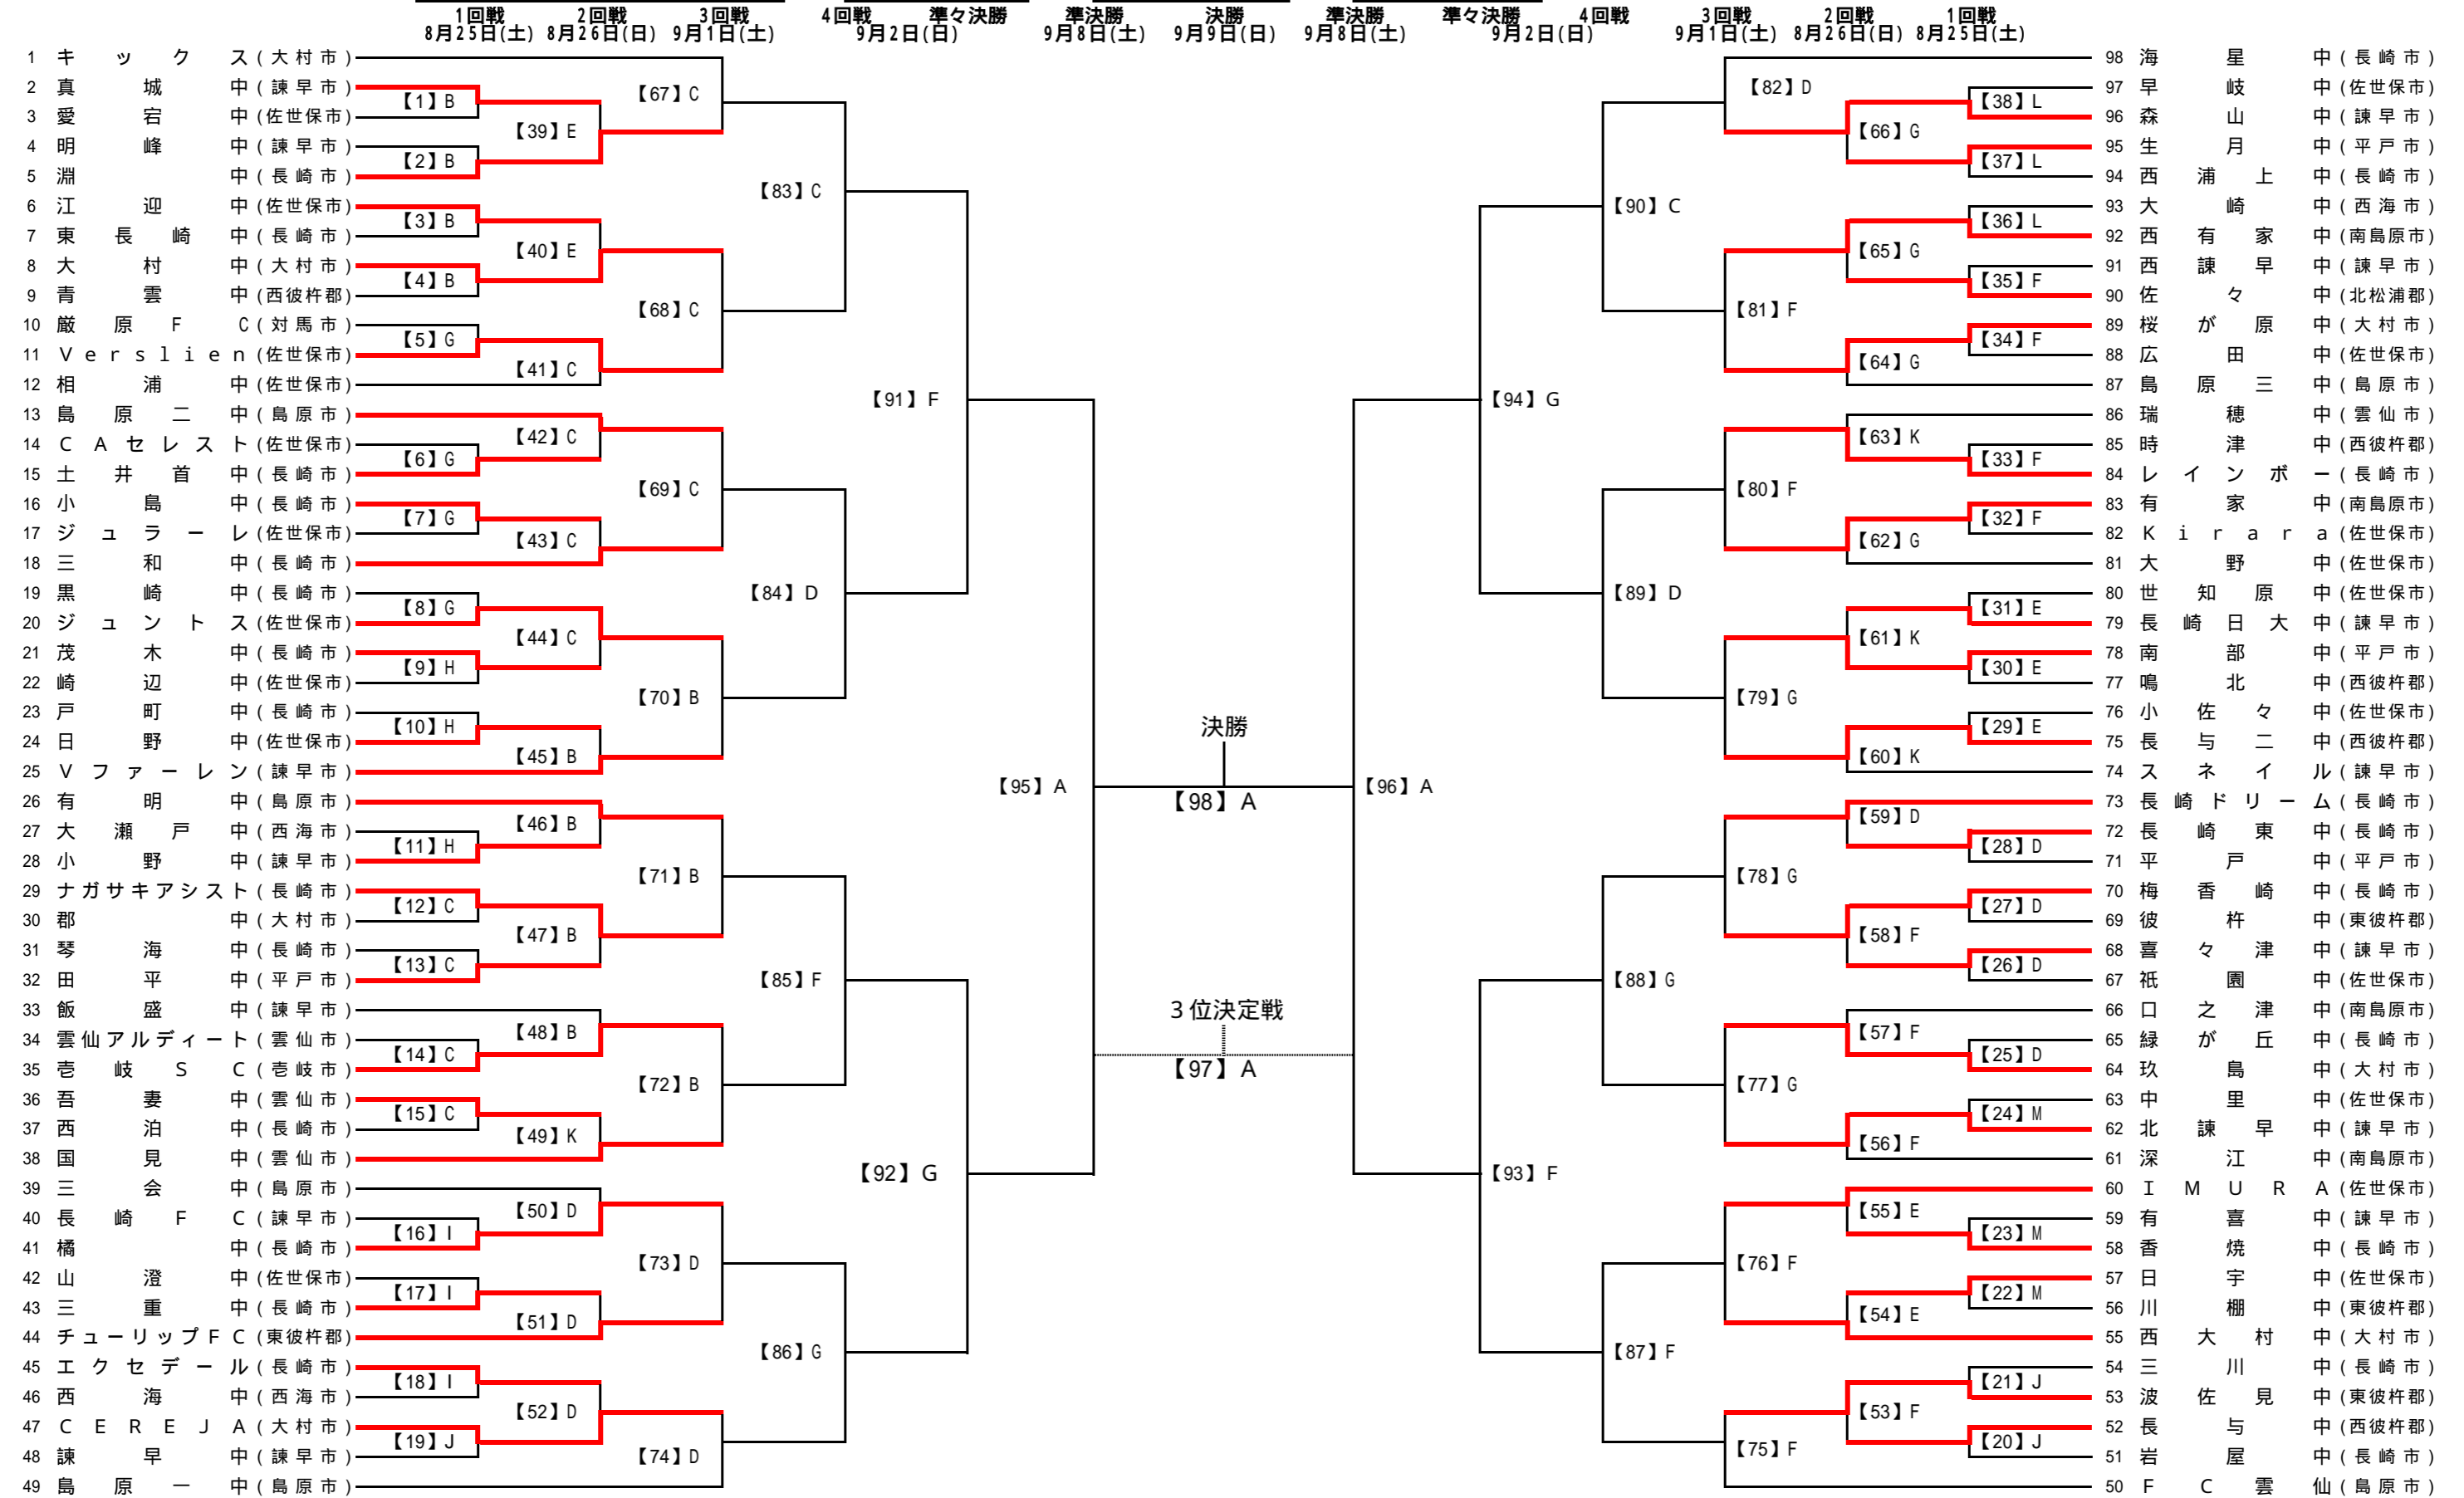 1回戦 2回戦 3回戦 4回戦 準々決勝 準決勝 決勝 準決勝 準々決勝 4回戦 3回戦 2回戦 1回戦
8月25日(土) 8月26日(日) 9月1日(土) 9月2日(日) 9月8日(土) 9月9日(日) 9月8日(土) 9月2日(日) 9月1日(土) 8月26日(日) 8月25日(土)
1 キックス(大村市)
2 真城中(諫早市)
3 愛宕中(佐世保市)
4 明峰中(諫早市)
5 淵中(長崎市)
6 江迎中(佐世保市)
7 東長崎中(長崎市)
8 大村中(大村市)
9 青雲中(西彼杵郡)
10 厳原FC(対馬市)
11 Verslien(佐世保市)
12 相浦中(佐世保市)
13 島原二中(島原市)
14 CAセレスト(佐世保市)
15 土井首中(長崎市)
16 小島中(長崎市)
17 ジュラーレ(佐世保市)
18 三和中(長崎市)
19 黒崎中(長崎市)
20 ジュントス(佐世保市)
21 茂木中(長崎市)
22 崎辺中(佐世保市)
23 戸町中(長崎市)
24 日野中(佐世保市)
25 Vファーレン(諫早市)
26 有明中(島原市)
27 大瀬戸中(西海市)
28 小野中(諫早市)
29 ナガサキアシスト(長崎市)
30 郡中(大村市)
31 琴海中(長崎市)
32 田平中(平戸市)
33 飯盛中(諫早市)
34 雲仙アルディート(雲仙市)
35 壱岐SC(壱岐市)
36 吾妻中(雲仙市)
37 西泊中(長崎市)
38 国見中(雲仙市)
39 三会中(島原市)
40 長崎FC(諫早市)
41 橘中(長崎市)
42 山澄中(佐世保市)
43 三重中(長崎市)
44 チューリップFC(東彼杵郡)
45 エクセデール(長崎市)
46 西海中(西海市)
47 CEREJA(大村市)
48 諫早中(諫早市)
49 島原一中(島原市)
【1】B
【2】B
【3】B
【4】B
【5】G
【6】G
【7】G
【8】G
【9】H
【10】H
【11】H
【12】C
【13】C
【14】C
【15】C
【16】I
【17】I
【18】I
【19】J
【39】E
【40】E
【41】C
【42】C
【43】C
【44】C
【45】B
【46】B
【47】B
【48】B
【49】K
【50】D
【51】D
【52】D
【67】C
【68】C
【69】C
【70】B
【71】B
【72】B
【73】D
【74】D
【83】C
【84】D
【85】F
【86】G
【91】F
【92】G
【95】A
決勝
【98】A
3位決定戦
【97】A
【96】A
【94】G
【93】F
【90】C
【89】D
【88】G
【87】F
【82】D
【81】F
【80】F
【79】G
【78】G
【77】G
【76】F
【75】F
【66】G
【65】G
【64】G
【63】K
【62】G
【61】K
【60】K
【59】D
【58】F
【57】F
【56】F
【55】E
【54】E
【53】F
【38】L
【37】L
【36】L
【35】F
【34】F
【33】F
【32】F
【31】E
【30】E
【29】E
【28】D
【27】D
【26】D
【25】D
【24】M
【23】M
【22】M
【21】J
【20】J
98 海星中(長崎市)
97 早岐中(佐世保市)
96 森山中(諫早市)
95 生月中(平戸市)
94 西浦上中(長崎市)
93 大崎中(西海市)
92 西有家中(南島原市)
91 西諫早中(諫早市)
90 佐々中(北松浦郡)
89 桜が原中(大村市)
88 広田中(佐世保市)
87 島原三中(島原市)
86 瑞穂中(雲仙市)
85 時津中(西彼杵郡)
84 レインボー(長崎市)
83 有家中(南島原市)
82 Kirara(佐世保市)
81 大野中(佐世保市)
80 世知原中(佐世保市)
79 長崎日大中(諫早市)
78 南部中(平戸市)
77 鳴北中(西彼杵郡)
76 小佐々中(佐世保市)
75 長与二中(西彼杵郡)
74 スネイル(諫早市)
73 長崎ドリーム(長崎市)
72 長崎東中(長崎市)
71 平戸中(平戸市)
70 梅香崎中(長崎市)
69 彼杵中(東彼杵郡)
68 喜々津中(諫早市)
67 祇園中(佐世保市)
66 口之津中(南島原市)
65 緑が丘中(長崎市)
64 玖島中(大村市)
63 中里中(佐世保市)
62 北諫早中(諫早市)
61 深江中(南島原市)
60 IMURA(佐世保市)
59 有喜中(諫早市)
58 香焼中(長崎市)
57 日宇中(佐世保市)
56 川棚中(東彼杵郡)
55 西大村中(大村市)
54 三川中(長崎市)
53 波佐見中(東彼杵郡)
52 長与中(西彼杵郡)
51 岩屋中(長崎市)
50 FC雲仙(島原市)